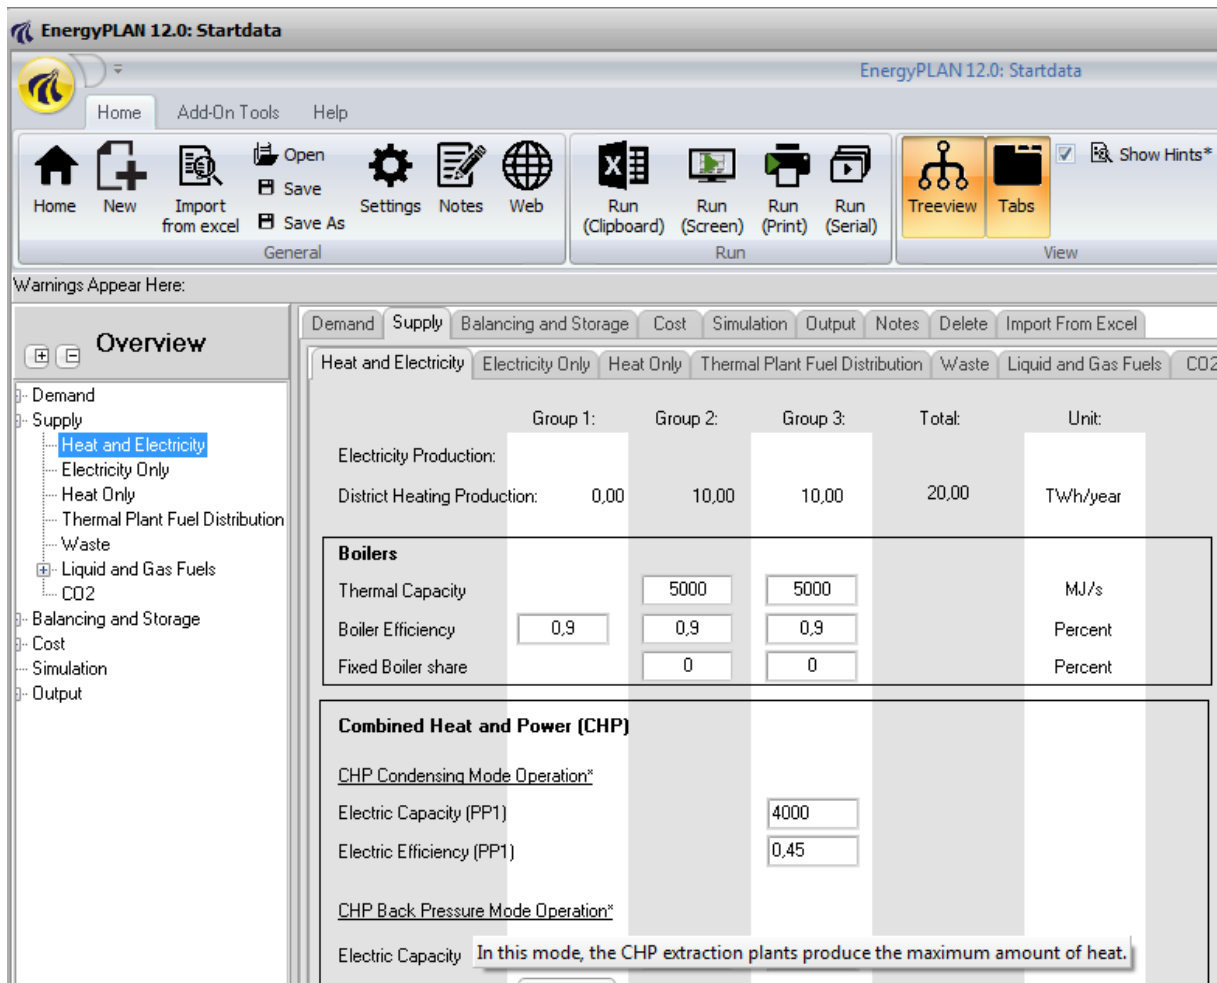 EnergyPLAN 12.0: Startdata
EnergyPLAN 12.0: Startdata
Home Add-On Tools Help
Home New Import from excel Open Save Save As Settings Notes Web
General
Run (Clipboard) Run (Screen) Run (Print) Run (Serial)
Run
Treeview Tabs Show Hints*
View
Warnings Appear Here:
Overview
Demand
Supply
Heat and Electricity
Electricity Only
Heat Only
Thermal Plant Fuel Distribution
Waste
Liquid and Gas Fuels
CO2
Balancing and Storage
Cost
Simulation
Output
Demand Supply Balancing and Storage Cost Simulation Output Notes Delete Import From Excel
Heat and Electricity Electricity Only Heat Only Thermal Plant Fuel Distribution Waste Liquid and Gas Fuels CO2
Group 1: Group 2: Group 3: Total: Unit:
Electricity Production:
District Heating Production: 0,00 10,00 10,00 20,00 TWh/year
Boilers
Thermal Capacity 5000 5000 MJ/s
Boiler Efficiency 0,9 0,9 0,9 Percent
Fixed Boiler share 0 0 Percent
Combined Heat and Power (CHP)
CHP Condensing Mode Operation*
Electric Capacity (PP1) 4000
Electric Efficiency (PP1) 0,45
CHP Back Pressure Mode Operation*
Electric Capacity
In this mode, the CHP extraction plants produce the maximum amount of heat.